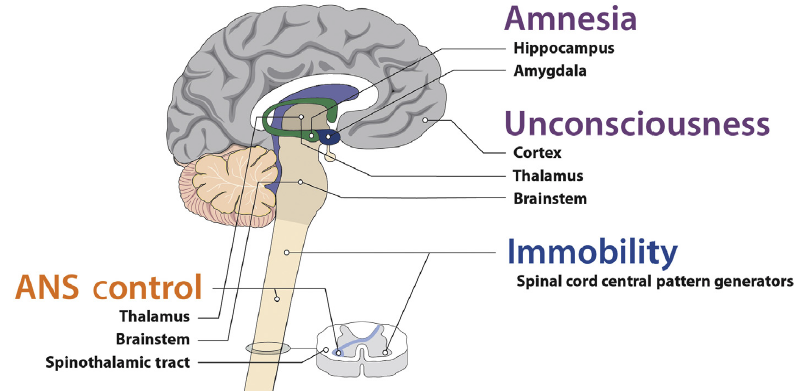 Amnesia
Hippocampus
Amygdala
Unconsciousness
Cortex
Thalamus
Brainstem
Immobility
Spinal cord central pattern generators
ANS control
Thalamus
Brainstem
Spinothalamic tract